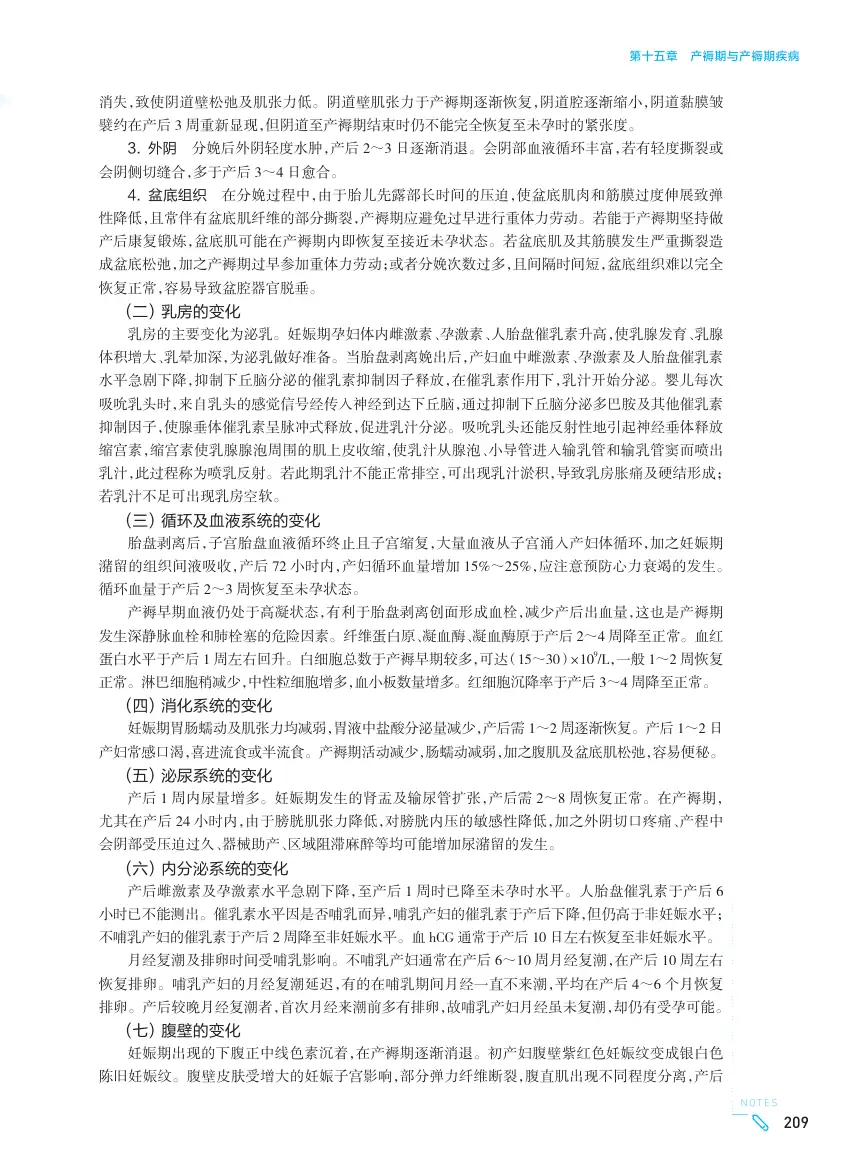 第十五章　产褥期与产褥期疾病
消失,致使阴道壁松弛及肌张力低。阴道壁肌张力于产褥期逐渐恢复,阴道腔逐渐缩小,阴道黏膜皱
襞约在产后 3 周重新显现,但阴道至产褥期结束时仍不能完全恢复至未孕时的紧张度。
3. 外阴　分娩后外阴轻度水肿,产后 2～3 日逐渐消退。会阴部血液循环丰富,若有轻度撕裂或
会阴侧切缝合,多于产后 3～4 日愈合。
4. 盆底组织　在分娩过程中,由于胎儿先露部长时间的压迫,使盆底肌肉和筋膜过度伸展致弹
性降低,且常伴有盆底肌纤维的部分撕裂,产褥期应避免过早进行重体力劳动。若能于产褥期坚持做
产后康复锻炼,盆底肌可能在产褥期内即恢复至接近未孕状态。若盆底肌及其筋膜发生严重撕裂造
成盆底松弛,加之产褥期过早参加重体力劳动;或者分娩次数过多,且间隔时间短,盆底组织难以完全
恢复正常,容易导致盆腔器官脱垂。
（二）乳房的变化
乳房的主要变化为泌乳。妊娠期孕妇体内雌激素、孕激素、人胎盘催乳素升高,使乳腺发育、乳腺
体积增大、乳晕加深,为泌乳做好准备。当胎盘剥离娩出后,产妇血中雌激素、孕激素及人胎盘催乳素
水平急剧下降,抑制下丘脑分泌的催乳素抑制因子释放,在催乳素作用下,乳汁开始分泌。婴儿每次
吸吮乳头时,来自乳头的感觉信号经传入神经到达下丘脑,通过抑制下丘脑分泌多巴胺及其他催乳素
抑制因子,使腺垂体催乳素呈脉冲式释放,促进乳汁分泌。吸吮乳头还能反射性地引起神经垂体释放
缩宫素,缩宫素使乳腺腺泡周围的肌上皮收缩,使乳汁从腺泡、小导管进入输乳管和输乳管窦而喷出
乳汁,此过程称为喷乳反射。若此期乳汁不能正常排空,可出现乳汁淤积,导致乳房胀痛及硬结形成;
若乳汁不足可出现乳房空软。
（三）循环及血液系统的变化
胎盘剥离后,子宫胎盘血液循环终止且子宫缩复,大量血液从子宫涌入产妇体循环,加之妊娠期
潴留的组织间液吸收,产后 72 小时内,产妇循环血量增加 15%～25%,应注意预防心力衰竭的发生。
循环血量于产后 2～3 周恢复至未孕状态。
产褥早期血液仍处于高凝状态,有利于胎盘剥离创面形成血栓,减少产后出血量,这也是产褥期
发生深静脉血栓和肺栓塞的危险因素。纤维蛋白原、凝血酶、凝血酶原于产后 2～4 周降至正常。血红
蛋白水平于产后 1 周左右回升。白细胞总数于产褥早期较多,可达（15～30）×10⁹/L,一般 1～2 周恢复
正常。淋巴细胞稍减少,中性粒细胞增多,血小板数量增多。红细胞沉降率于产后 3～4 周降至正常。
（四）消化系统的变化
妊娠期胃肠蠕动及肌张力均减弱,胃液中盐酸分泌量减少,产后需 1～2 周逐渐恢复。产后 1～2 日
产妇常感口渴,喜进流食或半流食。产褥期活动减少,肠蠕动减弱,加之腹肌及盆底肌松弛,容易便秘。
（五）泌尿系统的变化
产后 1 周内尿量增多。妊娠期发生的肾盂及输尿管扩张,产后需 2～8 周恢复正常。在产褥期,
尤其在产后 24 小时内,由于膀胱肌张力降低,对膀胱内压的敏感性降低,加之外阴切口疼痛、产程中
会阴部受压迫过久、器械助产、区域阻滞麻醉等均可能增加尿潴留的发生。
（六）内分泌系统的变化
产后雌激素及孕激素水平急剧下降,至产后 1 周时已降至未孕时水平。人胎盘催乳素于产后 6
小时已不能测出。催乳素水平因是否哺乳而异,哺乳产妇的催乳素于产后下降,但仍高于非妊娠水平;
不哺乳产妇的催乳素于产后 2 周降至非妊娠水平。血 hCG 通常于产后 10 日左右恢复至非妊娠水平。
月经复潮及排卵时间受哺乳影响。不哺乳产妇通常在产后 6～10 周月经复潮,在产后 10 周左右
恢复排卵。哺乳产妇的月经复潮延迟,有的在哺乳期间月经一直不来潮,平均在产后 4～6 个月恢复
排卵。产后较晚月经复潮者,首次月经来潮前多有排卵,故哺乳产妇月经虽未复潮,却仍有受孕可能。
（七）腹壁的变化
妊娠期出现的下腹正中线色素沉着,在产褥期逐渐消退。初产妇腹壁紫红色妊娠纹变成银白色
陈旧妊娠纹。腹壁皮肤受增大的妊娠子宫影响,部分弹力纤维断裂,腹直肌出现不同程度分离,产后
NOTES
209